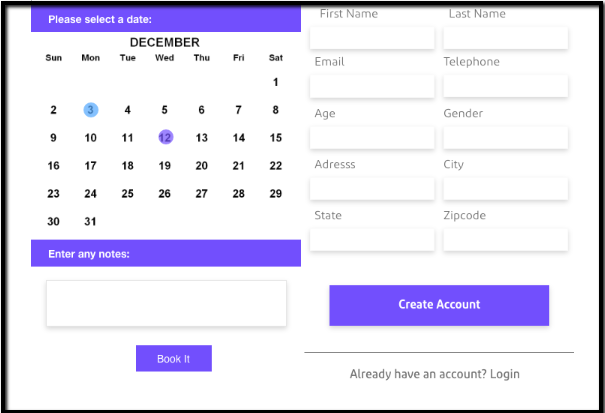 Please select a date:
DECEMBER
Sun Mon Tue Wed Thu Fri Sat
1
2 3 4 5 6 7 8
9 10 11 12 13 14 15
16 17 18 19 20 21 22
23 24 25 26 27 28 29
30 31
Enter any notes:
Book It
First Name Last Name
Email Telephone
Age Gender
Adresss City
State Zipcode
Create Account
Already have an account? Login